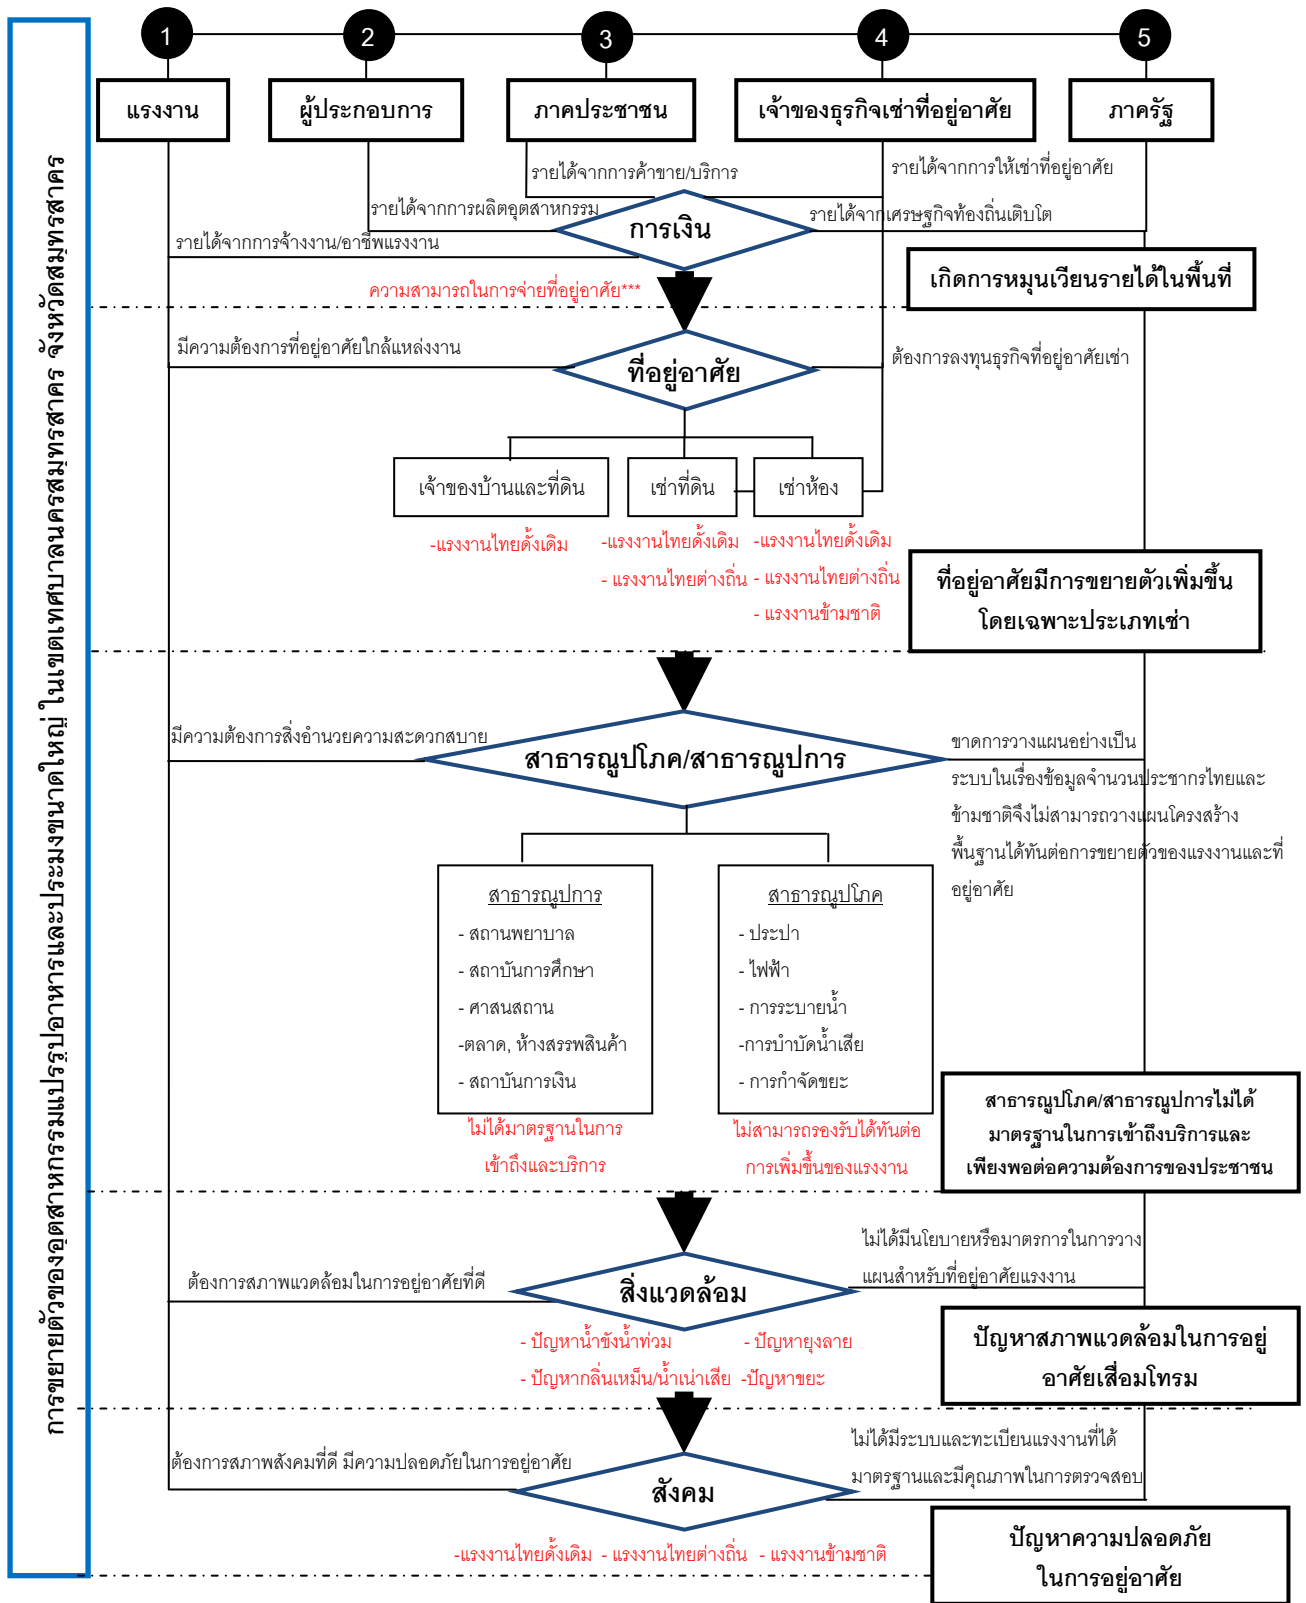 การขยายตัวของอุตสาหกรรมแปรรูปอาหารและประมงขนาดใหญ่ ในเขตเทศบาลนครสมุทรสาคร จังหวัดสมุทรสาคร
1
2
3
4
5
แรงงาน
ผู้ประกอบการ
ภาคประชาชน
เจ้าของธุรกิจเช่าที่อยู่อาศัย
ภาครัฐ
รายได้จากการค้าขาย/บริการ
รายได้จากการให้เช่าที่อยู่อาศัย
รายได้จากการผลิตอุตสาหกรรม
รายได้จากเศรษฐกิจท้องถิ่นเติบโต
การเงิน
รายได้จากการจ้างงาน/อาชีพแรงงาน
เกิดการหมุนเวียนรายได้ในพื้นที่
ความสามารถในการจ่ายที่อยู่อาศัย***
มีความต้องการที่อยู่อาศัยใกล้แหล่งงาน
ที่อยู่อาศัย
ต้องการลงทุนธุรกิจที่อยู่อาศัยเช่า
เจ้าของบ้านและที่ดิน
เช่าที่ดิน
เช่าห้อง
-แรงงานไทยดั้งเดิม
-แรงงานไทยดั้งเดิม
- แรงงานไทยต่างถิ่น
-แรงงานไทยดั้งเดิม
- แรงงานไทยต่างถิ่น
- แรงงานข้ามชาติ
ที่อยู่อาศัยมีการขยายตัวเพิ่มขึ้น
โดยเฉพาะประเภทเช่า
มีความต้องการสิ่งอำนวยความสะดวกสบาย
สาธารณูปโภค/สาธารณูปการ
ขาดการวางแผนอย่างเป็น
ระบบในเรื่องข้อมูลจำนวนประชากรไทยและ
ข้ามชาติจึงไม่สามารถวางแผนโครงสร้าง
พื้นฐานได้ทันต่อการขยายตัวของแรงงานและที่
อยู่อาศัย
สาธารณูปการ
- สถานพยาบาล
- สถาบันการศึกษา
- ศาสนสถาน
-ตลาด, ห้างสรรพสินค้า
- สถาบันการเงิน
สาธารณูปโภค
- ประปา
- ไฟฟ้า
- การระบายน้ำ
-การบำบัดน้ำเสีย
- การกำจัดขยะ
ไม่ได้มาตรฐานในการ
เข้าถึงและบริการ
ไม่สามารถรองรับได้ทันต่อ
การเพิ่มขึ้นของแรงงาน
สาธารณูปโภค/สาธารณูปการไม่ได้
มาตรฐานในการเข้าถึงบริการและ
เพียงพอต่อความต้องการของประชาชน
ต้องการสภาพแวดล้อมในการอยู่อาศัยที่ดี
สิ่งแวดล้อม
ไม่ได้มีนโยบายหรือมาตรการในการวาง
แผนสำหรับที่อยู่อาศัยแรงงาน
- ปัญหาน้ำขังน้ำท่วม
- ปัญหายุงลาย
- ปัญหากลิ่นเหม็น/น้ำเน่าเสีย
-ปัญหาขยะ
ปัญหาสภาพแวดล้อมในการอยู่
อาศัยเสื่อมโทรม
ต้องการสภาพสังคมที่ดี มีความปลอดภัยในการอยู่อาศัย
สังคม
ไม่ได้มีระบบและทะเบียนแรงงานที่ได้
มาตรฐานและมีคุณภาพในการตรวจสอบ
-แรงงานไทยดั้งเดิม - แรงงานไทยต่างถิ่น - แรงงานข้ามชาติ
ปัญหาความปลอดภัย
ในการอยู่อาศัย